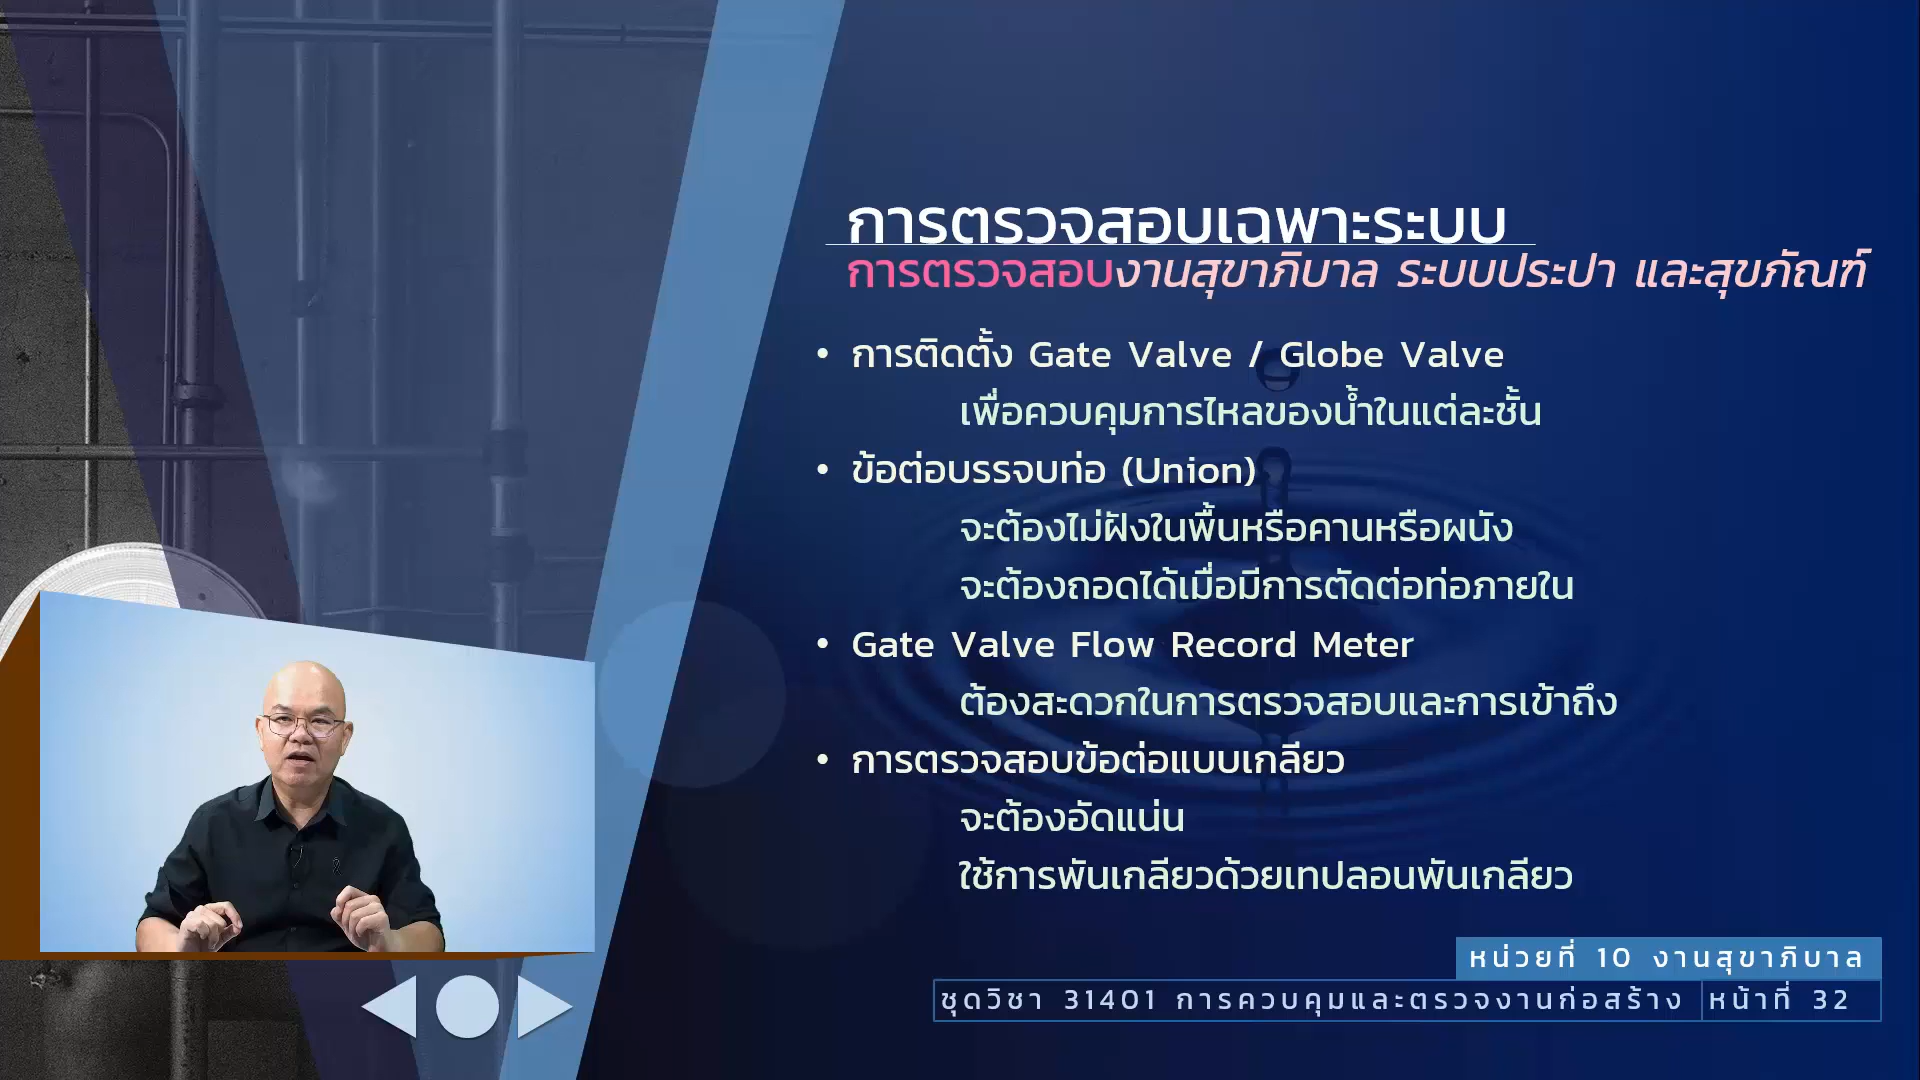 การตรวจสอบเฉพาะระบบ
การตรวจสอบงานสุขาภิบาล ระบบประปา และสุขภัณฑ์
• การติดตั้ง Gate Valve / Globe Valve
เพื่อควบคุมการไหลของน้ำในแต่ละชั้น
• ข้อต่อบรรจบท่อ (Union)
จะต้องไม่ฝังในพื้นหรือคานหรือผนัง
จะต้องถอดได้เมื่อมีการตัดต่อท่อภายใน
• Gate Valve Flow Record Meter
ต้องสะดวกในการตรวจสอบและการเข้าถึง
• การตรวจสอบข้อต่อแบบเกลียว
จะต้องอัดแน่น
ใช้การพันเกลียวด้วยเทปลอนพันเกลียว
หน่วยที่ 10 งานสุขาภิบาล
ชุดวิชา 31401 การควบคุมและตรวจงานก่อสร้าง หน้าที่ 32